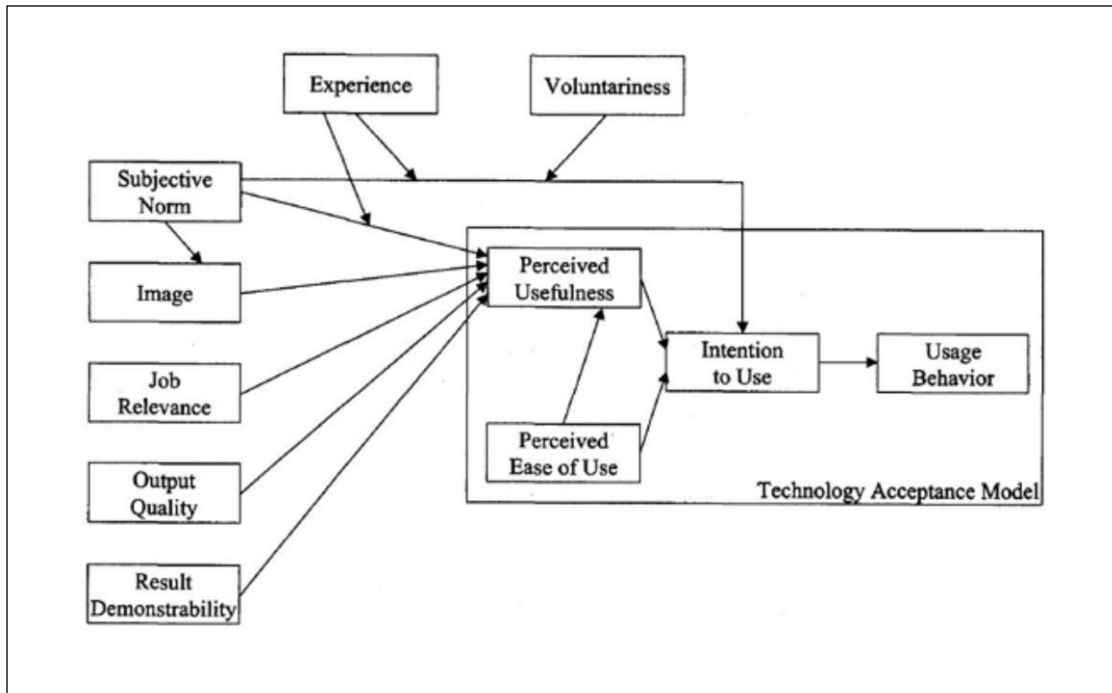 Experience
Voluntariness
Subjective
Norm
Image
Job
Relevance
Output
Quality
Result
Demonstrability
Perceived
Usefulness
Perceived
Ease of Use
Intention
to Use
Usage
Behavior
Technology Acceptance Model